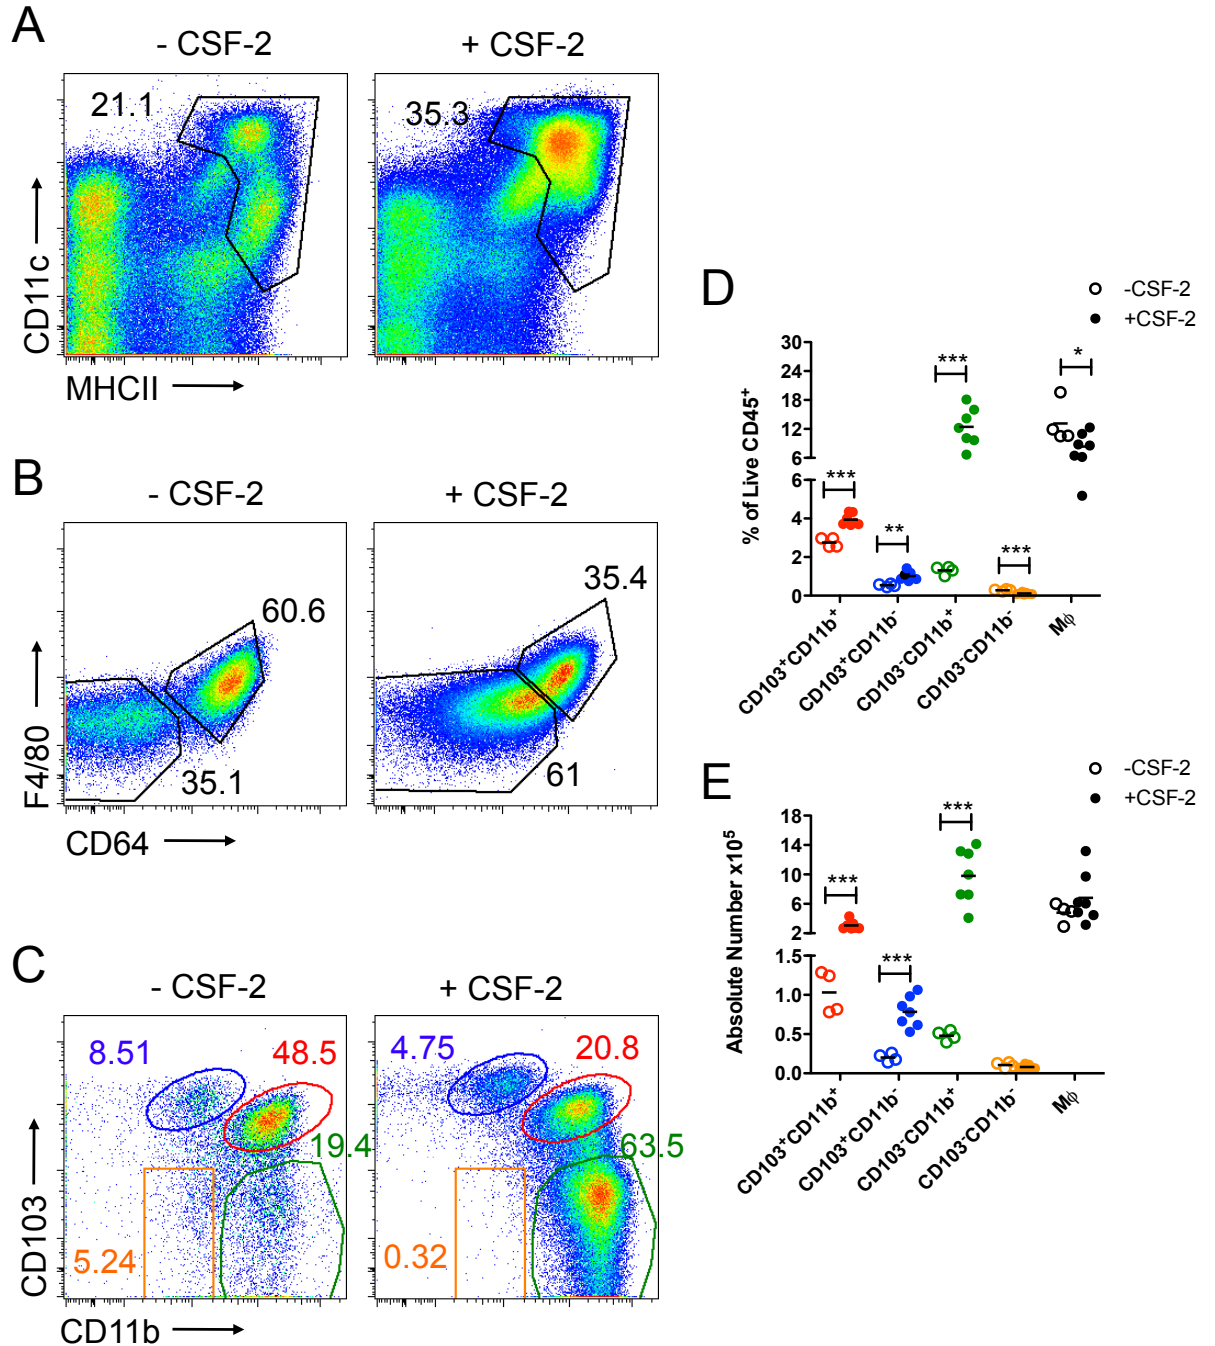 A
- CSF-2
+ CSF-2
21.1
35.3
CD11c
MHCII
B
- CSF-2
+ CSF-2
60.6
35.1
35.4
61
F4/80
CD64
C
- CSF-2
+ CSF-2
8.51
48.5
19.4
5.24
4.75
20.8
63.5
0.32
CD103
CD11b
D
-CSF-2
+CSF-2
% of Live CD45+
30
24
18
12
6
6
4
2
0
***
**
***
***
*
CD103+CD11b+
CD103+CD11b-
CD103-CD11b+
CD103-CD11b-
Mϕ
E
-CSF-2
+CSF-2
Absolute Number x10⁵
18
14
10
6
2
1.5
1.0
0.5
0.0
***
***
***
CD103+CD11b+
CD103+CD11b-
CD103-CD11b+
CD103-CD11b-
Mϕ